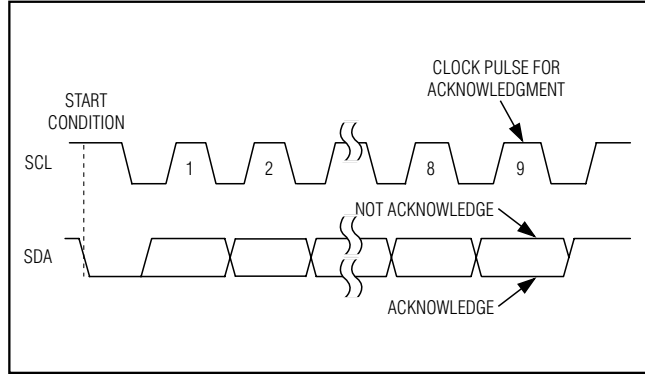 CLOCK PULSE FOR
ACKNOWLEDGMENT
START
CONDITION
SCL
1
2
8
9
NOT ACKNOWLEDGE
SDA
ACKNOWLEDGE